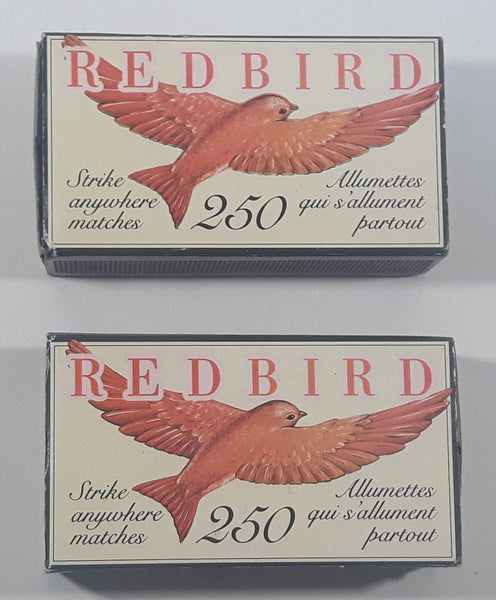 REDBIRD
Strike
anywhere
matches
250
Allumettes
qui s'allument
partout
REDBIRD
Strike
anywhere
matches
250
Allumettes
qui s'allument
partout